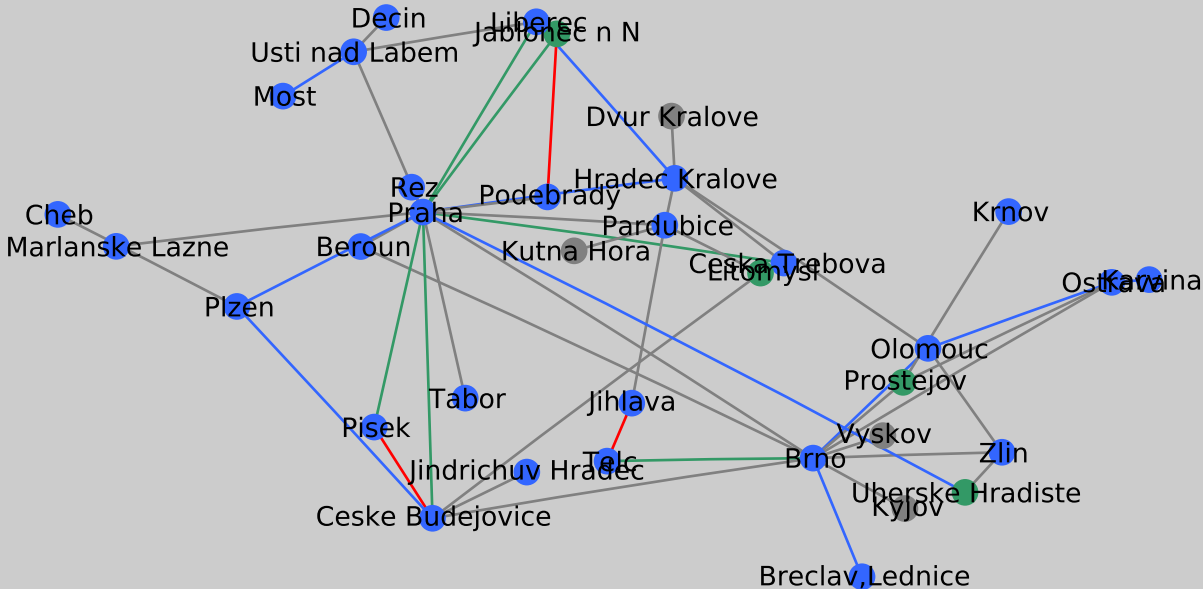 Decin
Liberec
Jablonec n N
Usti nad Labem
Most
Dvur Kralove
Hradec Kralove
Rez
Podebrady
Praha
Cheb
Krnov
Pardubice
Marlanske Lazne
Beroun
Kutna Hora
Ceska Trebova
Litomysl
Ostrava
Karvina
Plzen
Olomouc
Prostejov
Tabor
Jihlava
Pisek
Vyskov
Zlin
Brno
Telc
Jindrichuv Hradec
Uherske Hradiste
Kyjov
Ceske Budejovice
Breclav,Lednice